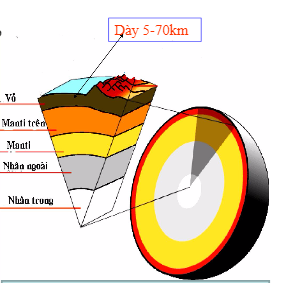 Dày 5-70km
Vỏ
Manti trên
Manti
Nhân ngoài
Nhân trong